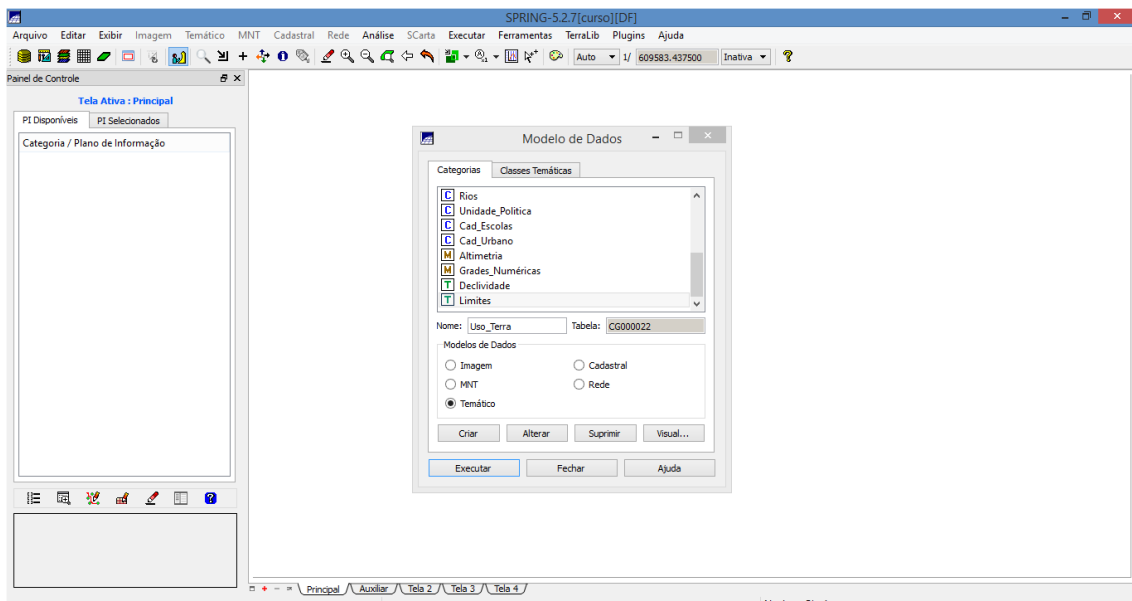 SPRING-5.2.7[curso][DF]
Arquivo Editar Exibir Imagem Temático MNT Cadastral Rede Análise SCarta Executar Ferramentas TerraLib Plugins Ajuda
Auto 1/ 609583.437500 Inativa
Painel de Controle
Tela Ativa : Principal
PI Disponíveis PI Selecionados
Categoria / Plano de Informação
Modelo de Dados
Categorias Classes Temáticas
C Rios
C Unidade_Politica
C Cad_Escolas
C Cad_Urbano
M Altimetria
M Grades_Numéricas
T Declividade
T Limites
Nome: Uso_Terra Tabela: CG000022
Modelos de Dados
Imagem Cadastral
MNT Rede
Temático
Criar Alterar Suprimir Visual...
Executar Fechar Ajuda
Principal Auxiliar Tela 2 Tela 3 Tela 4